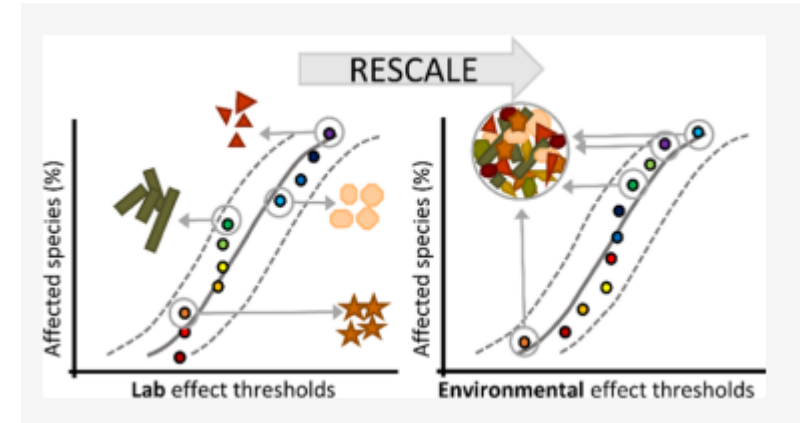 RESCALE
Affected species (%)
Lab effect thresholds
Affected species (%)
Environmental effect thresholds